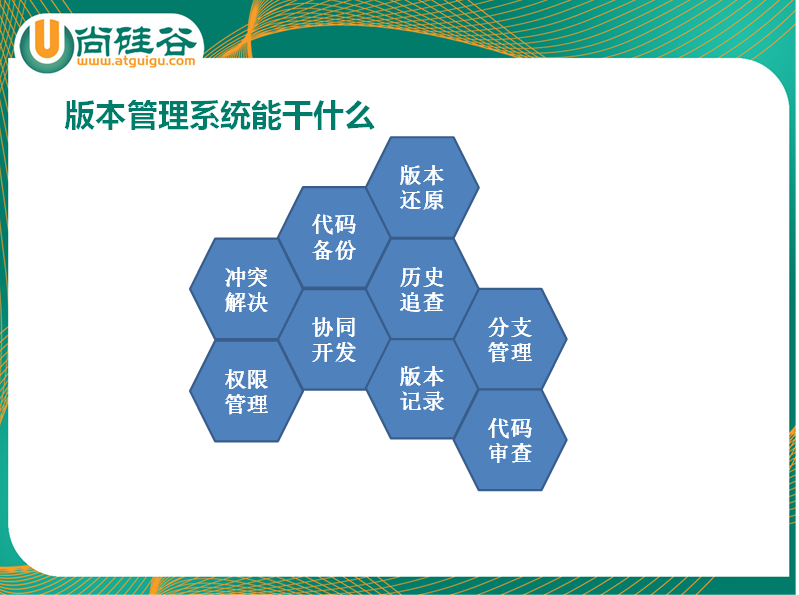 尚硅谷
www.atguigu.com
版本管理系统能干什么
版本
还原
代码
备份
冲突
解决
历史
追查
协同
开发
分支
管理
权限
管理
版本
记录
代码
审查